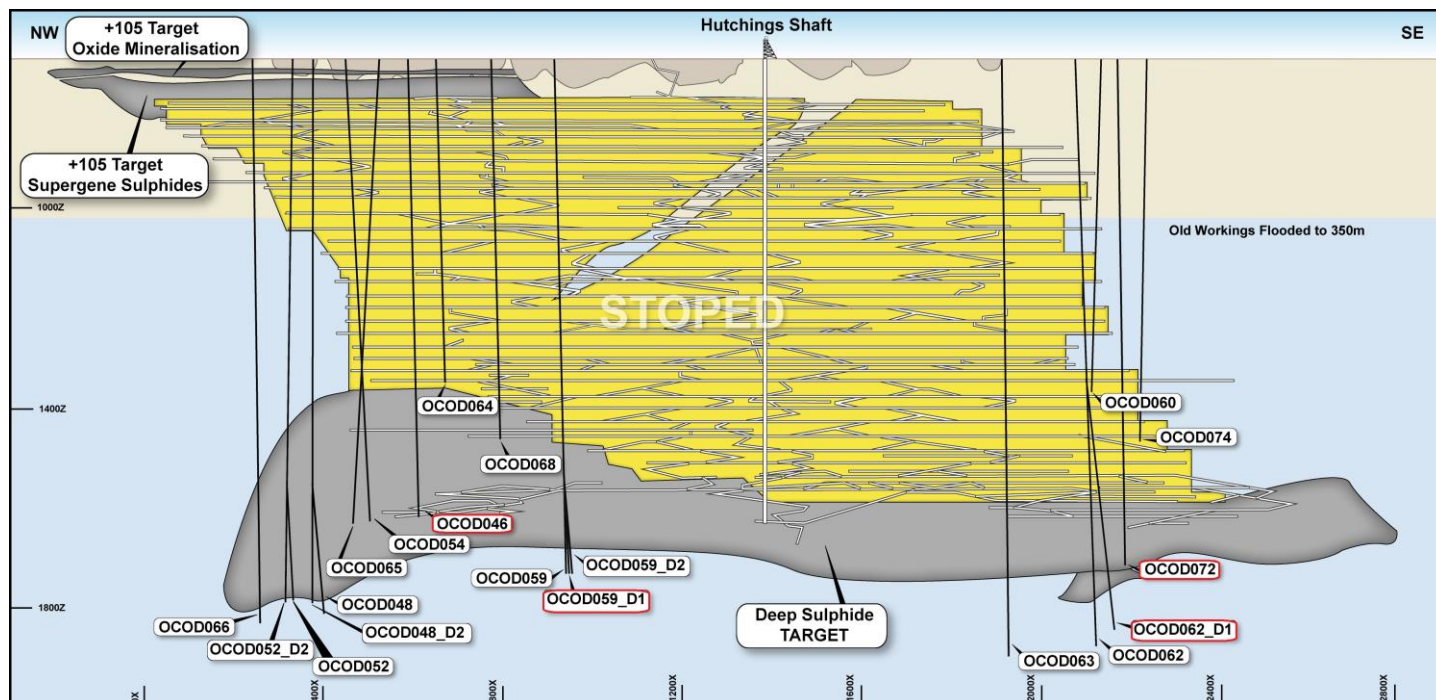 NW
+105 Target
Oxide Mineralisation
Hutchings Shaft
SE
+105 Target
Supergene Sulphides
1000Z
Old Workings Flooded to 350m
STOPED
OCOD064
OCOD060
1400Z
OCOD074
OCOD068
OCOD046
OCOD054
OCOD065
OCOD059
OCOD059_D2
OCOD072
OCOD059_D1
OCOD048
1800Z
OCOD066
OCOD048_D2
OCOD052_D2
OCOD052
Deep Sulphide
TARGET
OCOD062_D1
OCOD063
OCOD062
400X
800X
1200X
1600X
2000X
2400X
2800X